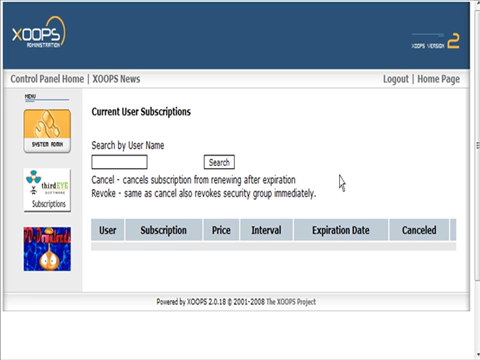 XOOPS
ADMINISTRATION
XOOPS VERSION 2
Control Panel Home | XOOPS News
Logout | Home Page
MENU
Current User Subscriptions
SYSTEM ADMIN
Search by User Name
Search
Cancel - cancels subscription from renewing after expiration
Revoke - same as cancel also revokes security group immediately.
thirdEYE
SOFTWARE
Subscriptions
User Subscription Price Interval Expiration Date Canceled
Powered by XOOPS 2.0.18 © 2001-2008 The XOOPS Project